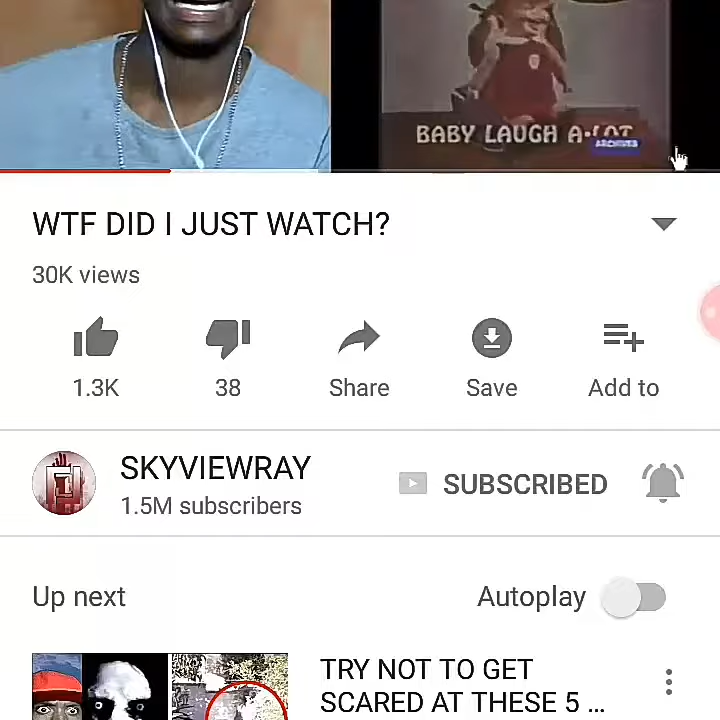 BABY LAUGH A-LOT
ARCHIVES
WTF DID I JUST WATCH?
30K views
1.3K
38
Share
Save
Add to
SKYVIEWRAY
1.5M subscribers
SUBSCRIBED
Up next
Autoplay
TRY NOT TO GET
SCARED AT THESE 5 ...